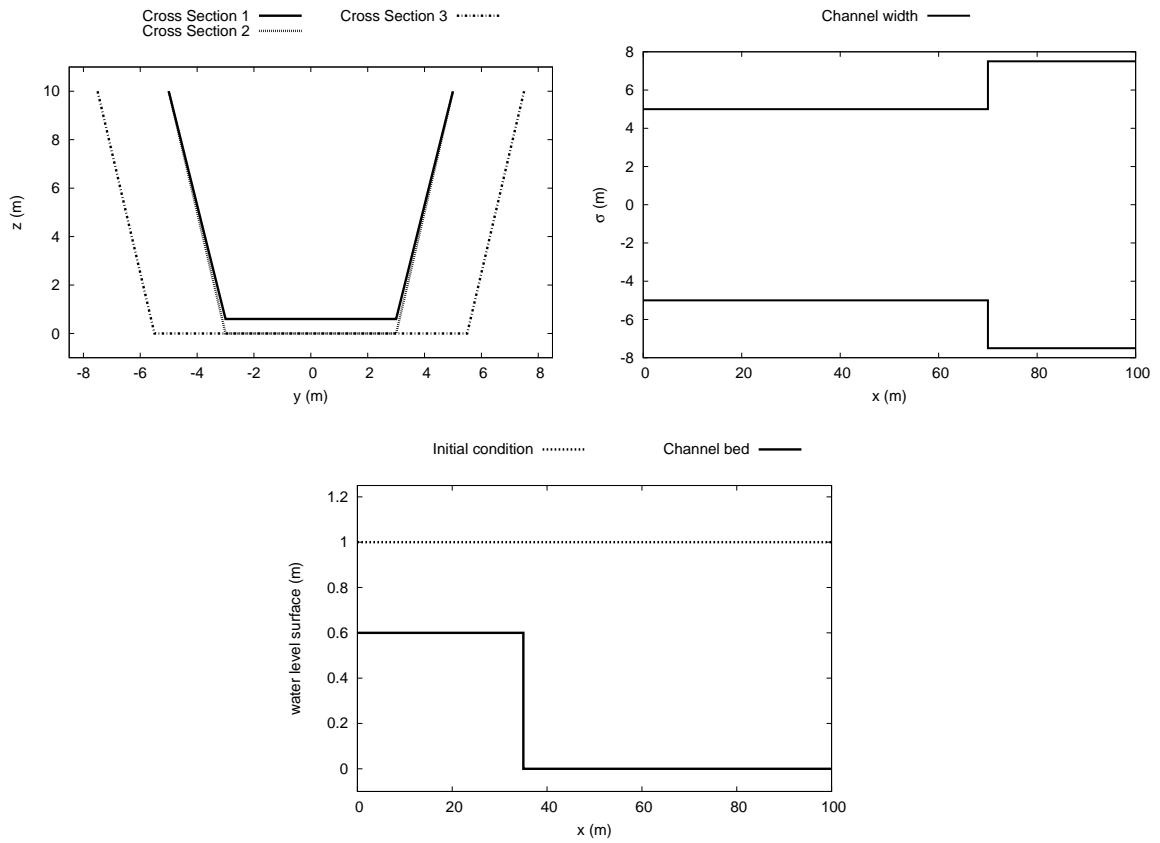 Cross Section 1
Cross Section 2
Cross Section 3
z (m)
10
8
6
4
2
0
-8 -6 -4 -2 0 2 4 6 8
y (m)
Channel width
σ (m)
8
6
4
2
0
-2
-4
-6
-8
0 20 40 60 80 100
x (m)
Initial condition
Channel bed
water level surface (m)
1.2
1
0.8
0.6
0.4
0.2
0
0 20 40 60 80 100
x (m)